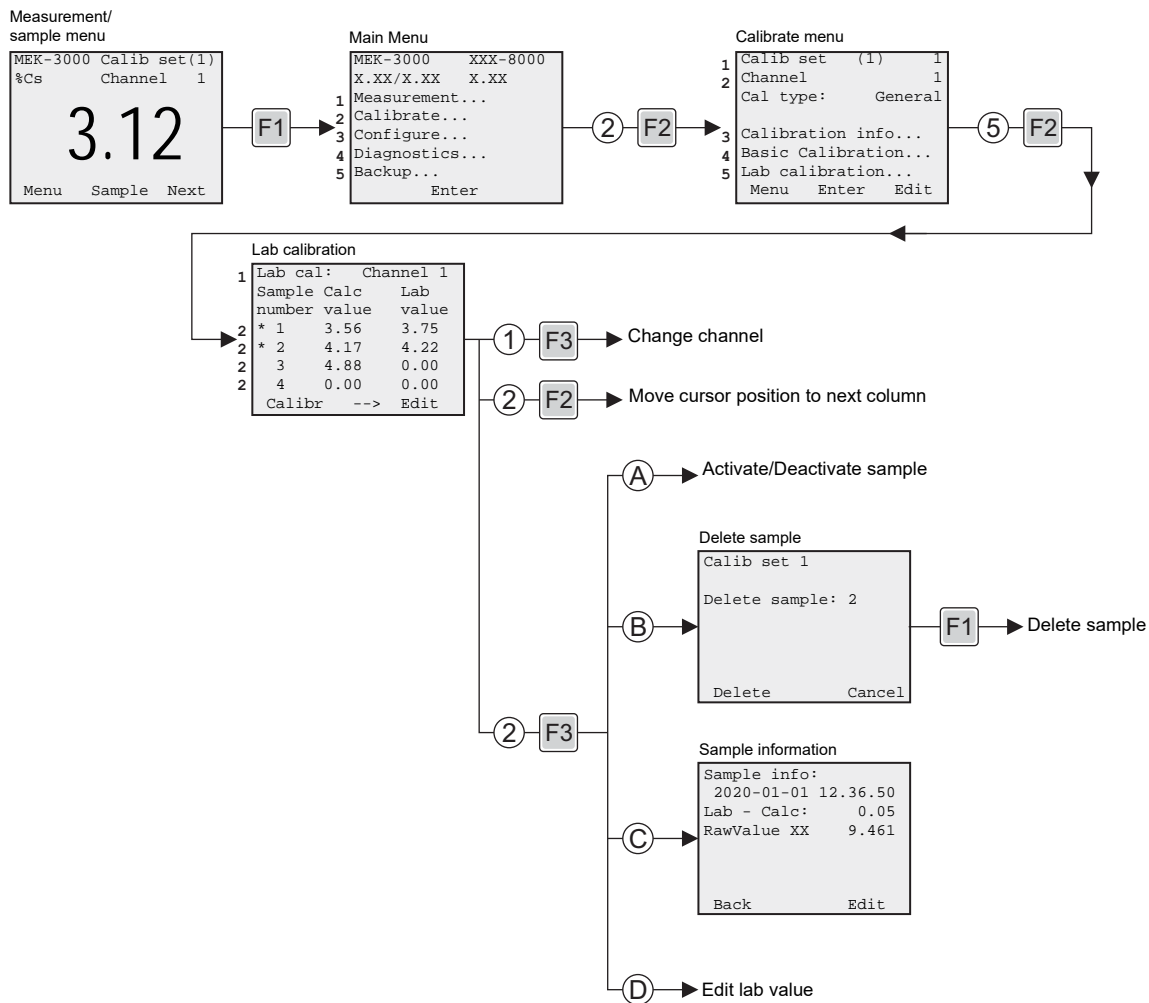 Measurement/
sample menu
MEK-3000 Calib set(1)
%Cs Channel 1
3.12
Menu Sample Next
F1
Main Menu
MEK-3000 XXX-8000
X.XX/X.XX X.XX
1 Measurement...
2 Calibrate...
3 Configure...
4 Diagnostics...
5 Backup...
Enter
2 F2
Calibrate menu
1 Calib set (1) 1
2 Channel 1
Cal type: General
3 Calibration info...
4 Basic Calibration...
5 Lab calibration...
Menu Enter Edit
5 F2
Lab calibration
1 Lab cal: Channel 1
Sample Calc Lab
number value value
2 * 1 3.56 3.75
2 * 2 4.17 4.22
2 3 4.88 0.00
2 4 0.00 0.00
Calibr --> Edit
1 F3 Change channel
2 F2 Move cursor position to next column
2 F3
A Activate/Deactivate sample
Delete sample
Calib set 1
Delete sample: 2
Delete Cancel
B
F1 Delete sample
Sample information
Sample info:
2020-01-01 12.36.50
Lab - Calc: 0.05
RawValue XX 9.461
Back Edit
C
D Edit lab value